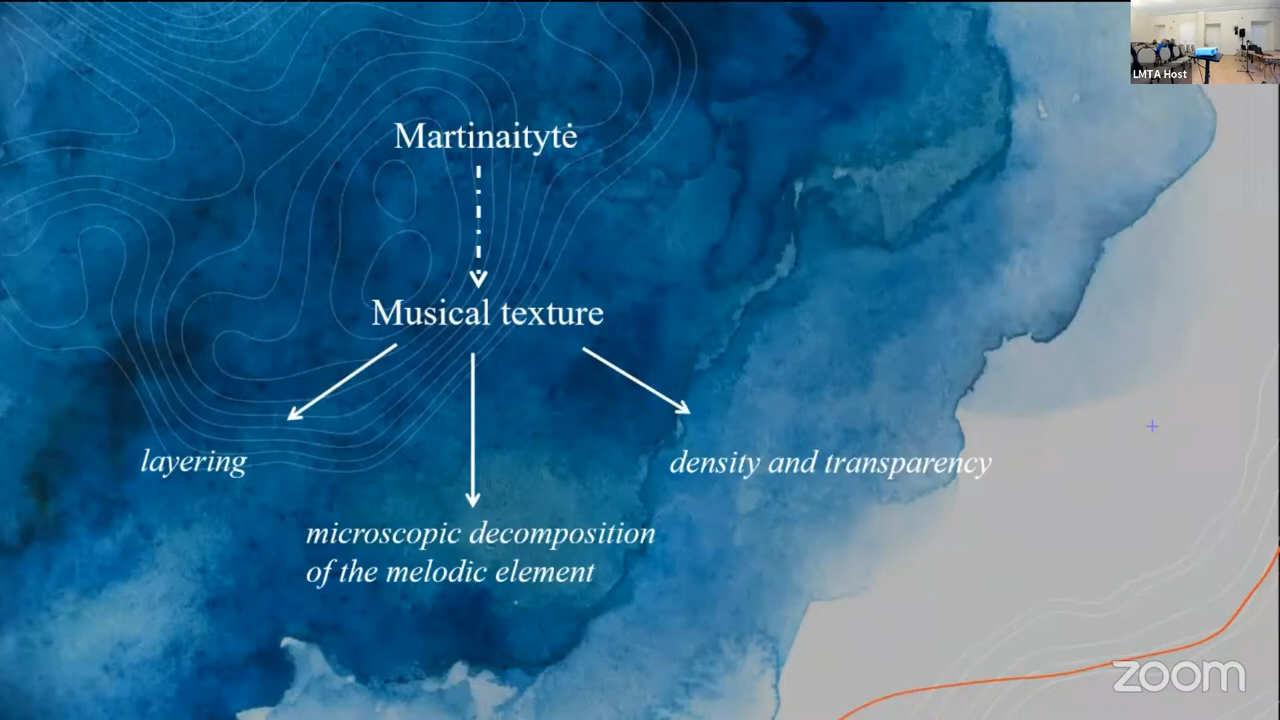 LMTA Host
Martinaitytė
Musical texture
layering
density and transparency
microscopic decomposition
of the melodic element
zoom